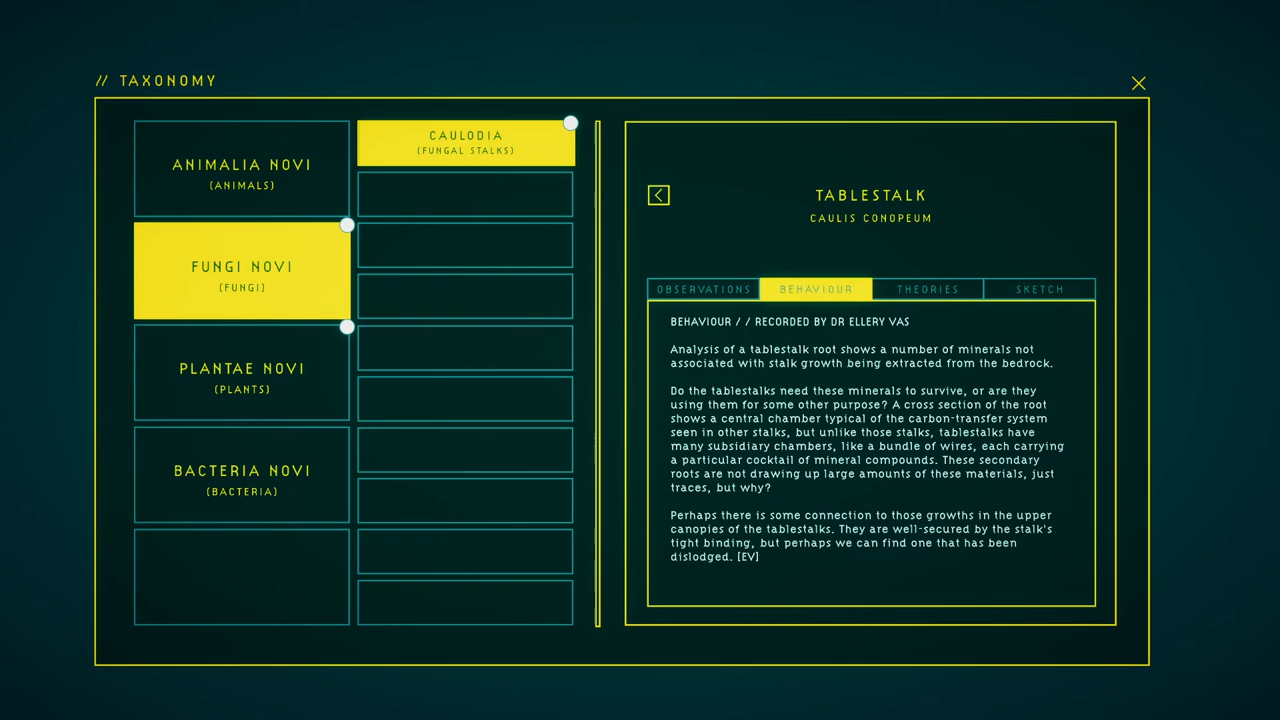 // TAXONOMY
ANIMALIA NOVI
(ANIMALS)
FUNGI NOVI
(FUNGI)
PLANTAE NOVI
(PLANTS)
BACTERIA NOVI
(BACTERIA)
CAULODIA
(FUNGAL STALKS)
TABLESTALK
CAULIS CONOPEUM
OBSERVATIONS BEHAVIOUR THEORIES SKETCH
BEHAVIOUR / / RECORDED BY DR ELLERY VAS
Analysis of a tablestalk root shows a number of minerals not
associated with stalk growth being extracted from the bedrock.
Do the tablestalks need these minerals to survive, or are they
using them for some other purpose? A cross section of the root
shows a central chamber typical of the carbon-transfer system
seen in other stalks, but unlike those stalks, tablestalks have
many subsidiary chambers, like a bundle of wires, each carrying
a particular cocktail of mineral compounds. These secondary
roots are not drawing up large amounts of these materials, just
traces, but why?
Perhaps there is some connection to those growths in the upper
canopies of the tablestalks. They are well-secured by the stalk's
tight binding, but perhaps we can find one that has been
dislodged. [EV]